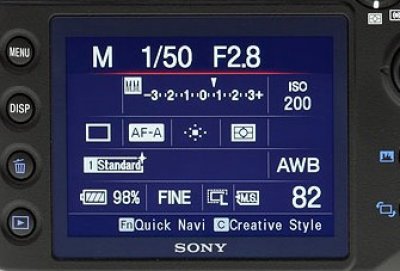 M 1/50 F2.8
MENU
MM -3··2··1··0··1··2··3+ ISO
200
DISP
AF-A
1 Standard AWB
98% FINE L M.S. 82
Fn Quick Navi C Creative Style
SONY